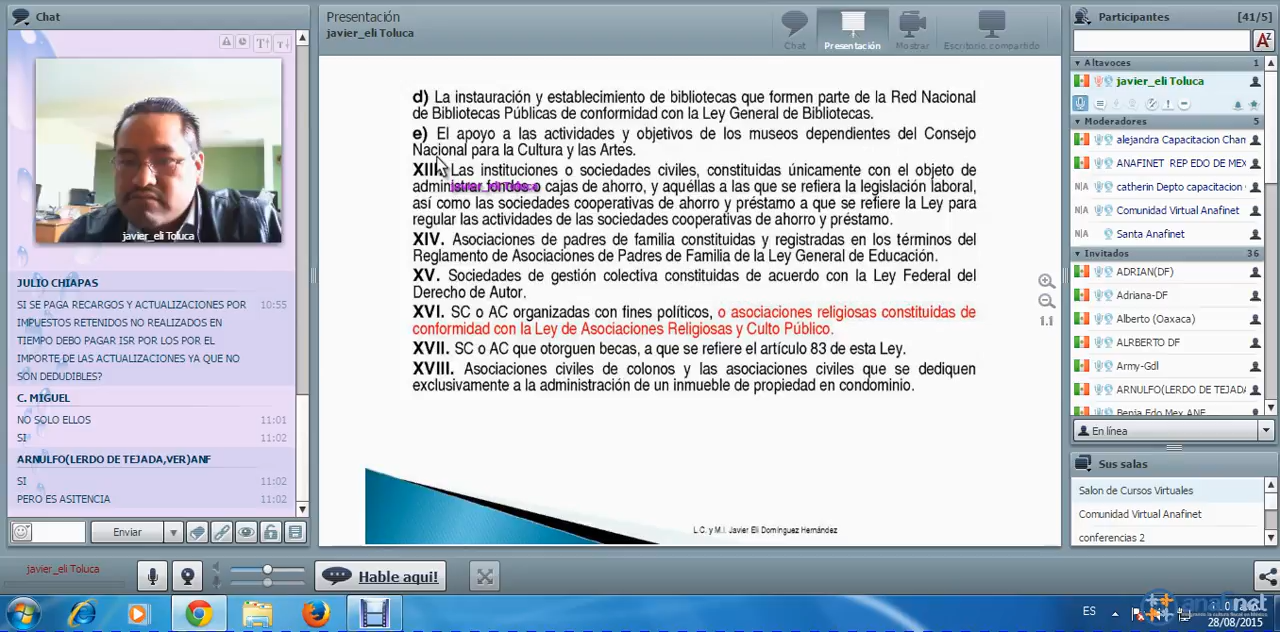 Chat
javier_eli Toluca
JULIO CHIAPAS
SI SE PAGA RECARGOS Y ACTUALIZACIONES POR 10:55
IMPUESTOS RETENIDOS NO REALIZADOS EN
TIEMPO DEBO PAGAR ISR POR LOS POR EL
IMPORTE DE LAS ACTUALIZACIONES YA QUE NO
SON DEDUDIBLES?
C. MIGUEL
NO SOLO ELLOS 11:01
SI 11:02
ARNULFO(LERDO DE TEJADA,VER)ANF
SI 11:02
PERO ES ASITENCIA 11:02
Enviar
javier_eli Toluca
Hable aqui!
Presentación
javier_eli Toluca
Chat
Presentación
Mostrar
Escritorio compartido
d) La instauración y establecimiento de bibliotecas que formen parte de la Red Nacional
de Bibliotecas Públicas de conformidad con la Ley General de Bibliotecas.
e) El apoyo a las actividades y objetivos de los museos dependientes del Consejo
Nacional para la Cultura y las Artes.
XIII. Las instituciones o sociedades civiles, constituidas únicamente con el objeto de
administrar fondos o cajas de ahorro, y aquéllas a las que se refiera la legislación laboral,
así como las sociedades cooperativas de ahorro y préstamo a que se refiere la Ley para
regular las actividades de las sociedades cooperativas de ahorro y préstamo.
XIV. Asociaciones de padres de familia constituidas y registradas en los términos del
Reglamento de Asociaciones de Padres de Familia de la Ley General de Educación.
XV. Sociedades de gestión colectiva constituidas de acuerdo con la Ley Federal del
Derecho de Autor.
XVI. SC o AC organizadas con fines políticos, o asociaciones religiosas constituidas de
conformidad con la Ley de Asociaciones Religiosas y Culto Público.
XVII. SC o AC que otorguen becas, a que se refiere el artículo 83 de esta Ley.
XVIII. Asociaciones civiles de colonos y las asociaciones civiles que se dediquen
exclusivamente a la administración de un inmueble de propiedad en condominio.
L.C. y M.I. Javier Eli Domínguez Hernández
1.1
Participantes [41/5]
Altavoces 1
javier_eli Toluca
Moderadores 5
alejandra Capacitacion Cham
ANAFINET REP EDO DE MEX
N/A catherin Depto capacitacion
N/A Comunidad Virtual Anafinet
N/A Santa Anafinet
Invitados 36
ADRIAN(DF)
Adriana-DF
Alberto (Oaxaca)
ALRBERTO DF
Army-Gdl
ARNULFO(LERDO DE TEJADA
Benja Edo Mex ANF
En línea
Sus salas
Salon de Cursos Virtuales
Comunidad Virtual Anafinet
conferencias 2
ES
anafinet
28/08/2015